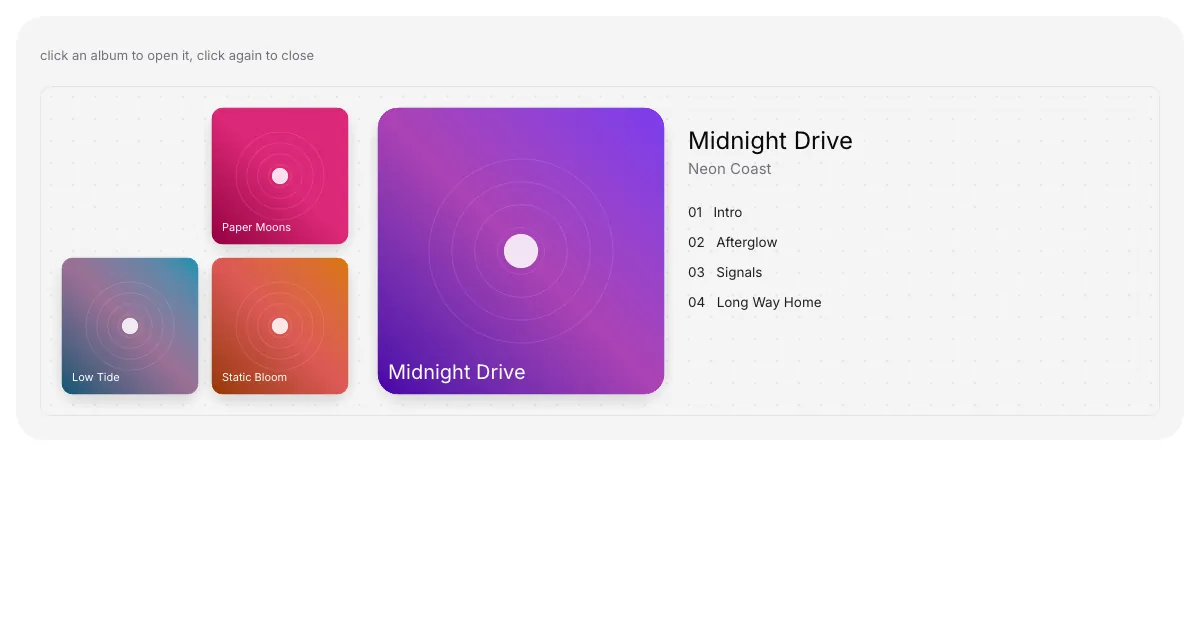 click an album to open it, click again to close
Paper Moons
Low Tide
Static Bloom
Midnight Drive
Midnight Drive
Neon Coast
01 Intro
02 Afterglow
03 Signals
04 Long Way Home